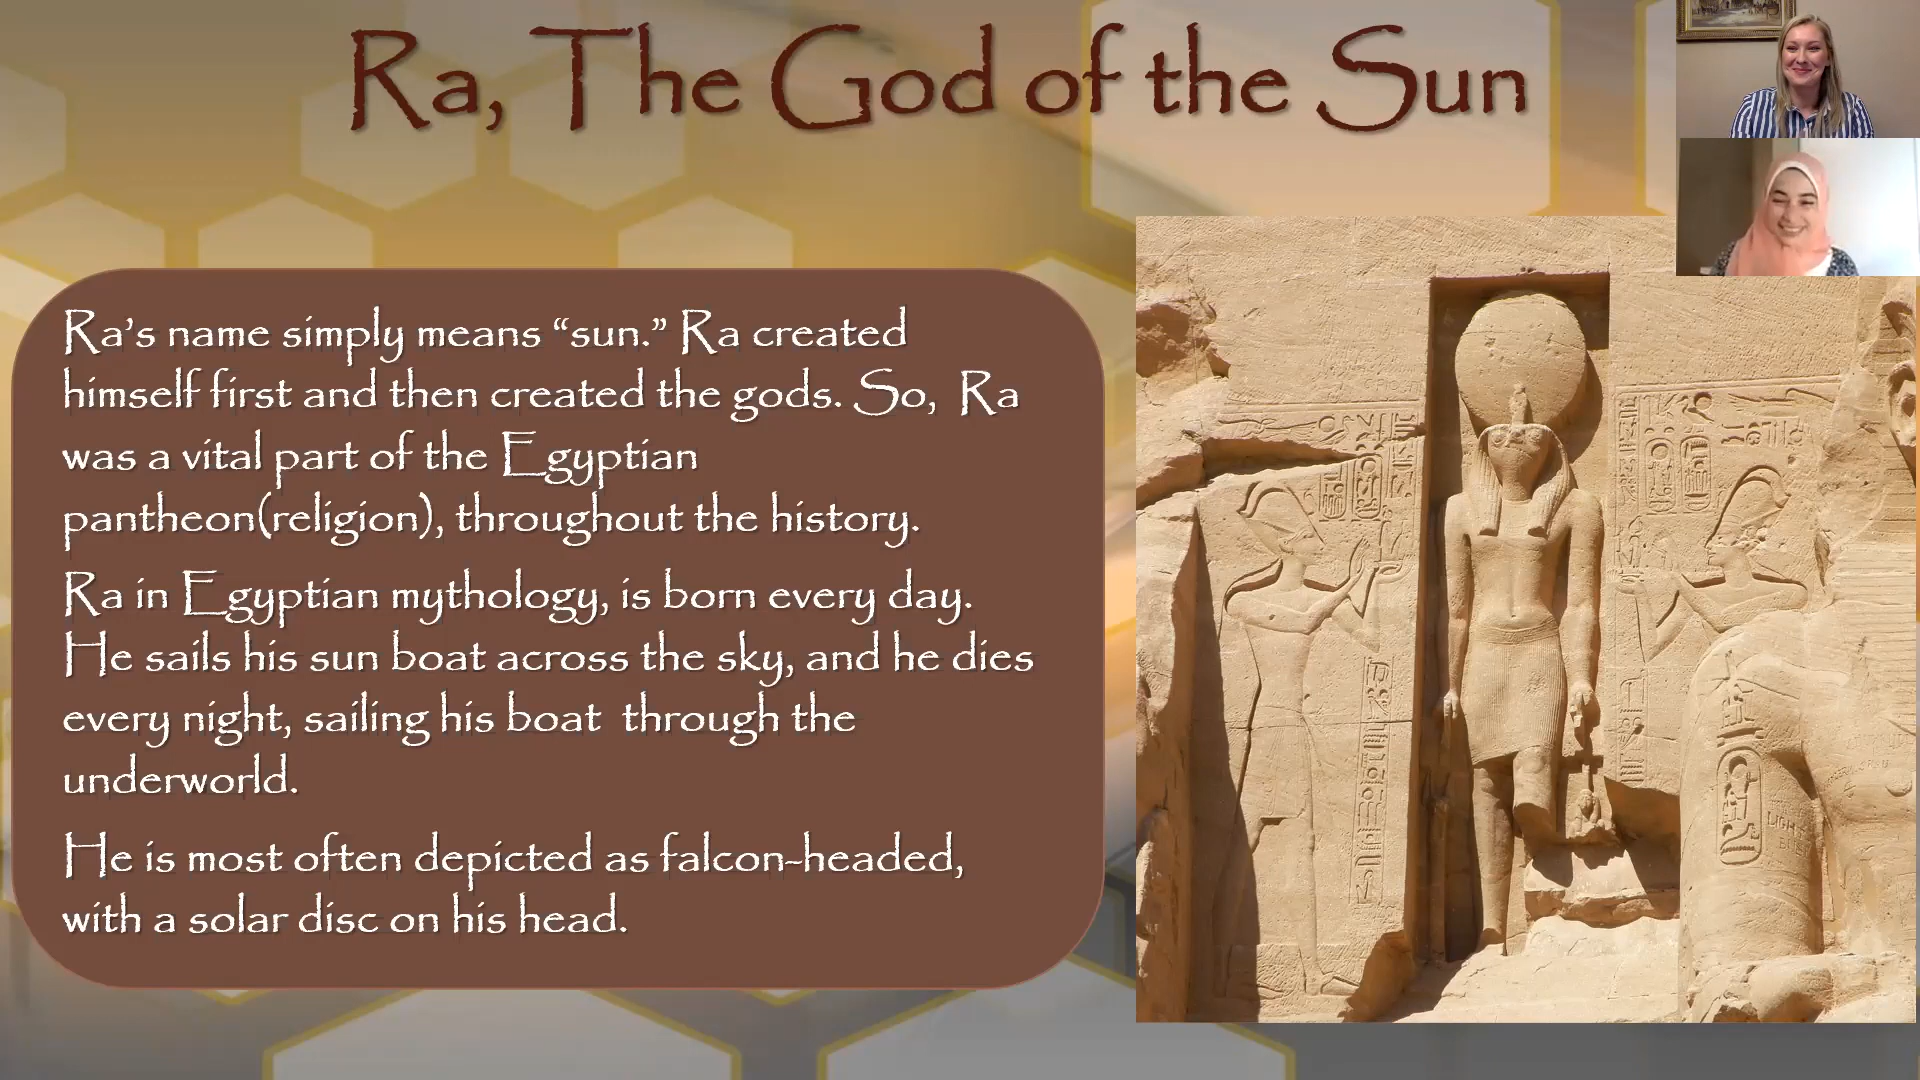 Ra, The God of the Sun
Ra’s name simply means “sun.” Ra created
himself first and then created the gods. So, Ra
was a vital part of the Egyptian
pantheon(religion), throughout the history.
Ra in Egyptian mythology, is born every day.
He sails his sun boat across the sky, and he dies
every night, sailing his boat through the
underworld.
He is most often depicted as falcon-headed,
with a solar disc on his head.